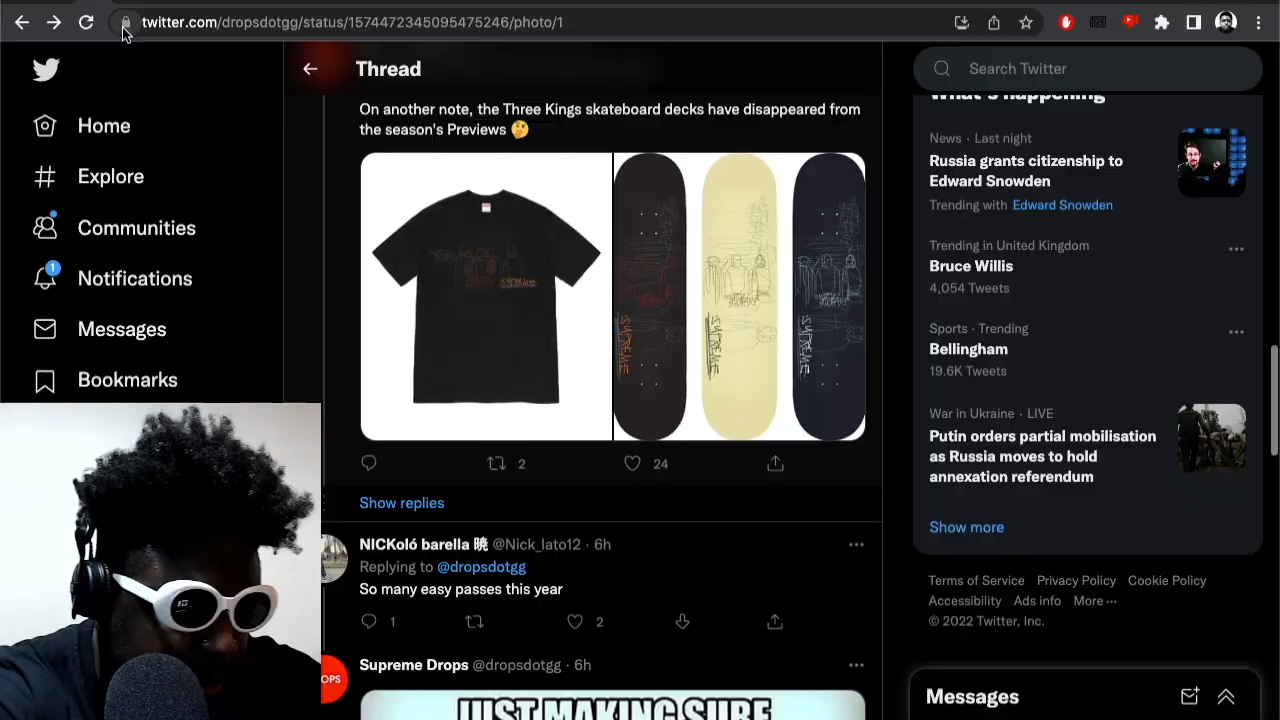 twitter.com/dropsdotgg/status/1574472345095475246/photo/1
Thread
Search Twitter
Home
Explore
Communities
Notifications
1
Messages
Bookmarks
On another note, the Three Kings skateboard decks have disappeared from
the season's Previews 🤔
SUPREME
SUPREME
SUPREME
SUPREME
2
24
Show replies
NICKoló barella 暁 @Nick_lato12 · 6h
Replying to @dropsdotgg
So many easy passes this year
1
2
OPS
Supreme Drops @dropsdotgg · 6h
JUST MAKING SURE
What's happening
News · Last night
Russia grants citizenship to
Edward Snowden
Trending with Edward Snowden
Trending in United Kingdom
Bruce Willis
4,054 Tweets
Sports · Trending
Bellingham
19.6K Tweets
War in Ukraine · LIVE
Putin orders partial mobilisation
as Russia moves to hold
annexation referendum
Show more
Terms of Service Privacy Policy Cookie Policy
Accessibility Ads info More ···
© 2022 Twitter, Inc.
Messages